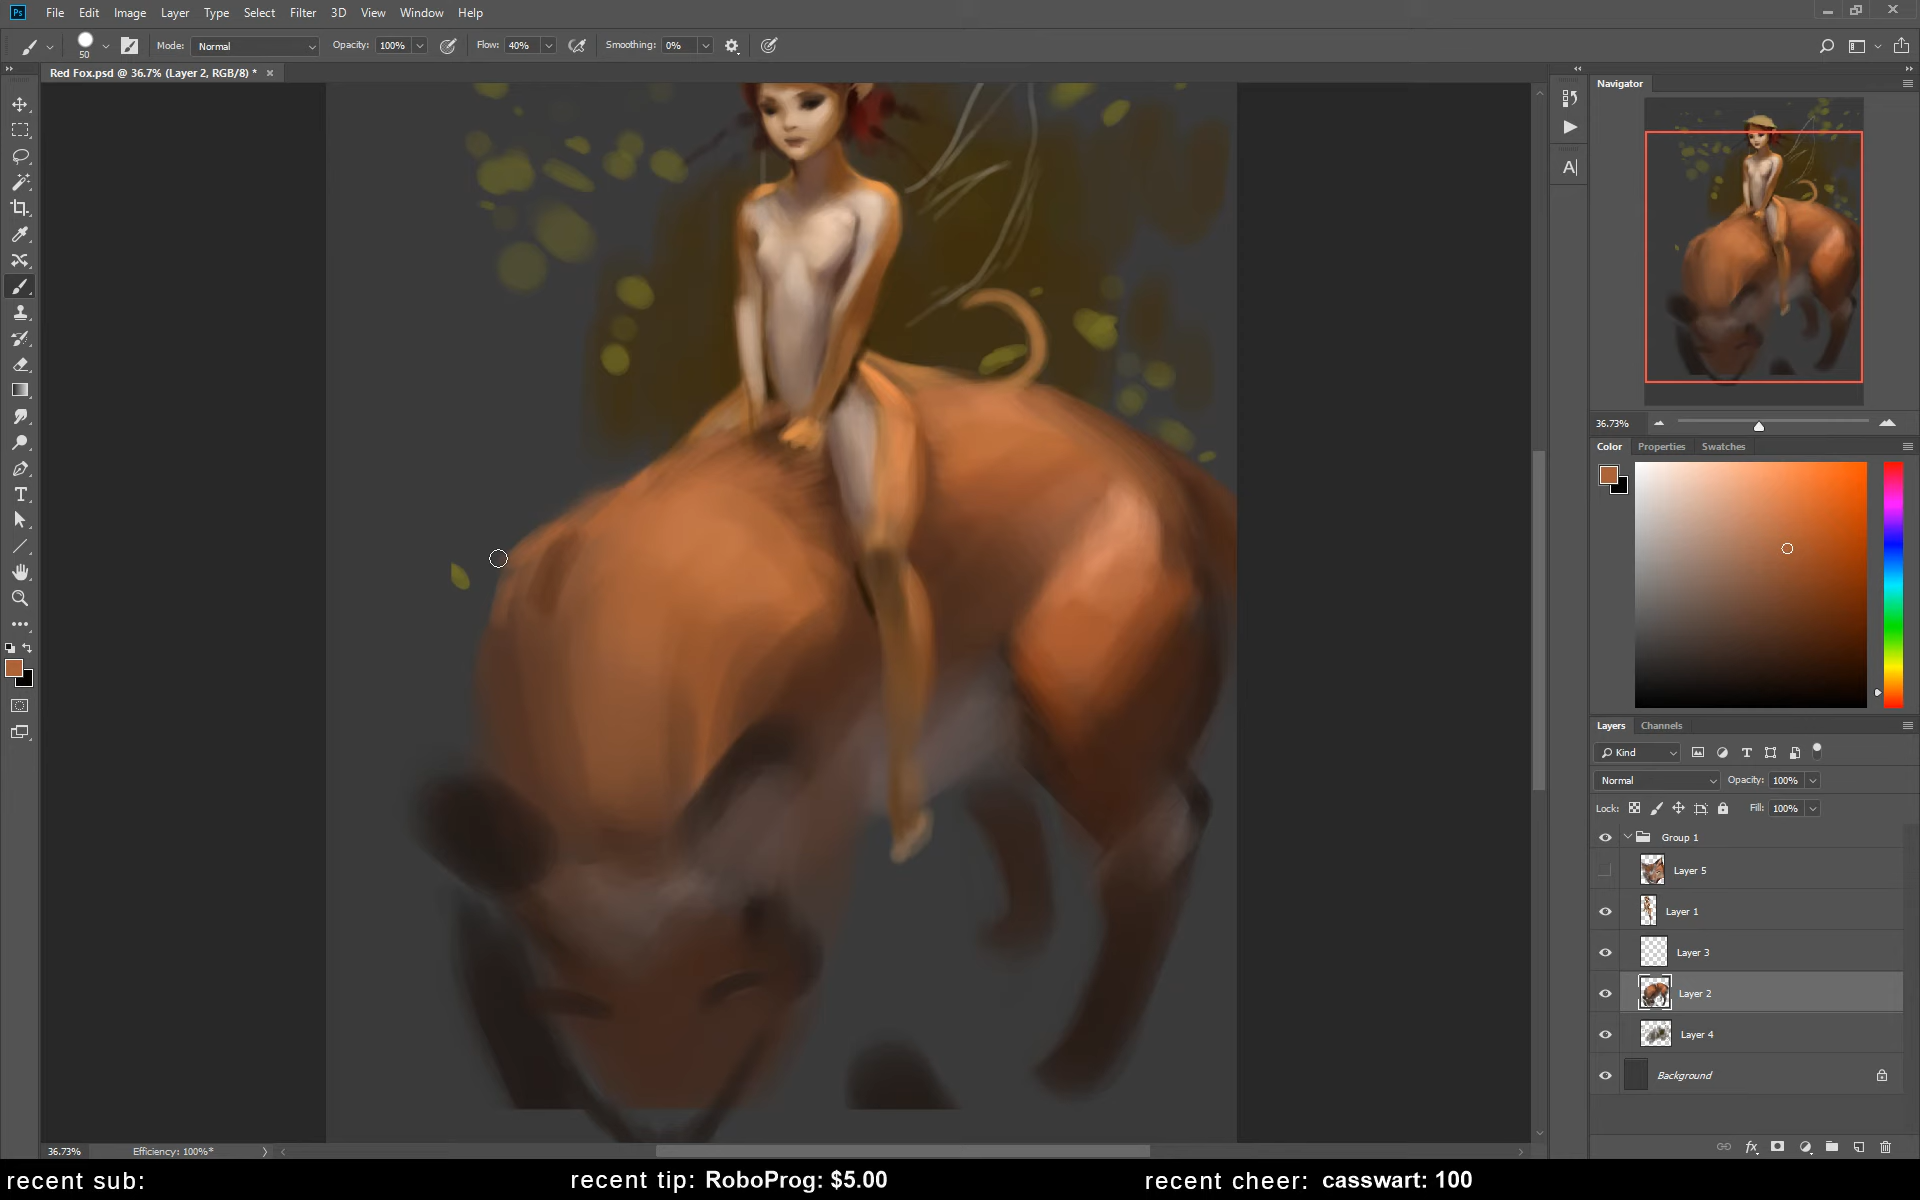 Ps File Edit Image Layer Type Select Filter 3D View Window Help
50 Mode: Normal Opacity: 100% Flow: 40% Smoothing: 0%
Red Fox.psd @ 36.7% (Layer 2, RGB/8) *
Navigator
36.73%
Color Properties Swatches
Layers Channels
Kind
Normal Opacity: 100%
Lock: Fill: 100%
Group 1
Layer 5
Layer 1
Layer 3
Layer 2
Layer 4
Background
36.73% Efficiency: 100%*
recent sub: recent tip: RoboProg: $5.00 recent cheer: casswart: 100